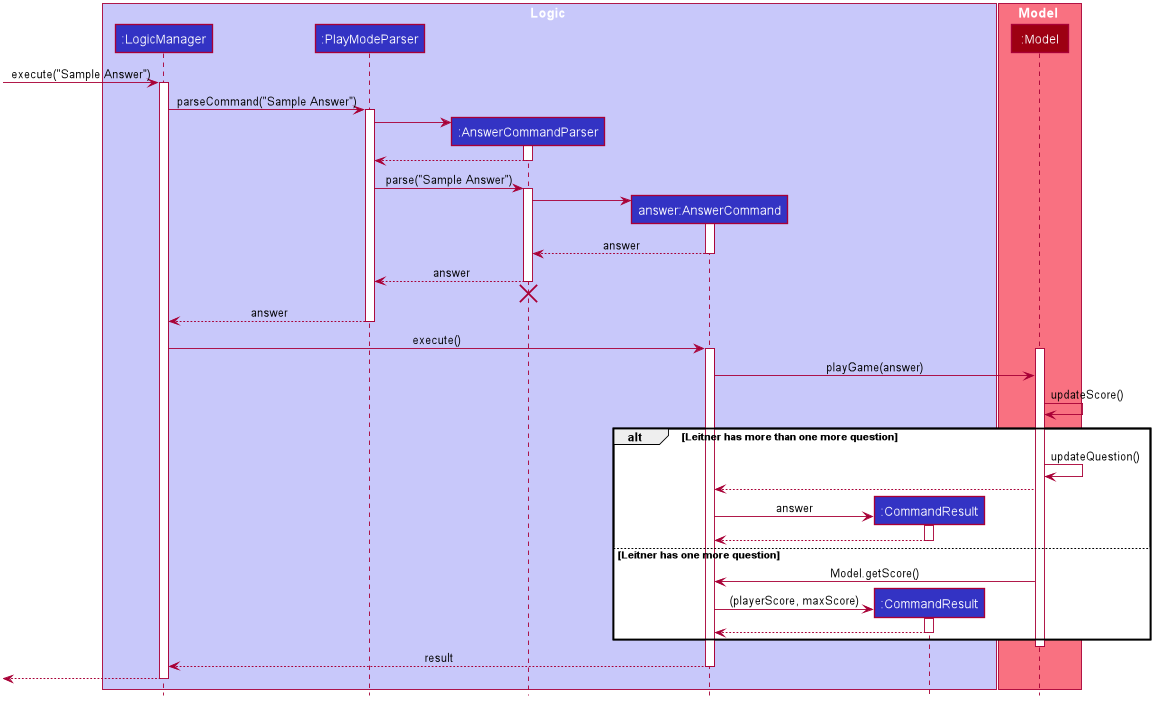 Logic
Model
:LogicManager
:PlayModeParser
:Model
execute("Sample Answer")
parseCommand("Sample Answer")
:AnswerCommandParser
parse("Sample Answer")
answer:AnswerCommand
answer
answer
answer
execute()
playGame(answer)
updateScore()
alt
[Leitner has more than one more question]
updateQuestion()
answer
:CommandResult
[Leitner has one more question]
Model.getScore()
(playerScore, maxScore)
:CommandResult
result